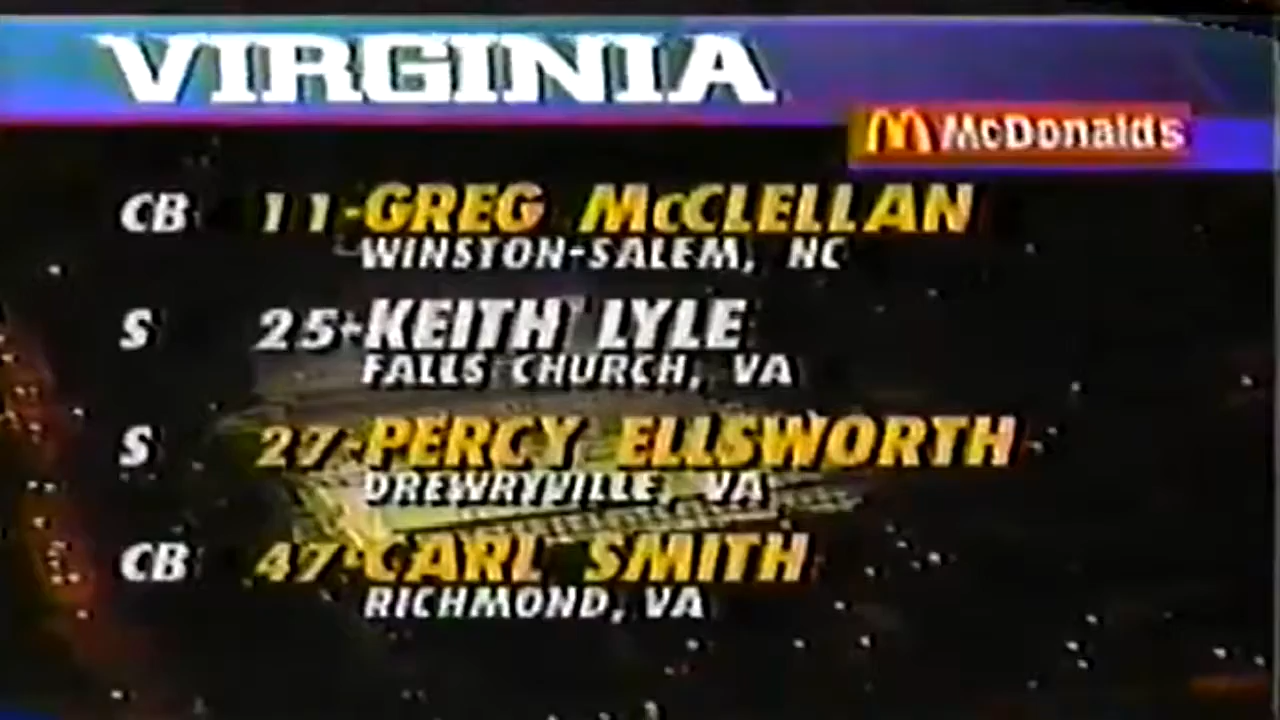 VIRGINIA
McDonalds
CB 11-GREG McCLELLAN
WINSTON-SALEM, NC
S 25-KEITH LYLE
FALLS CHURCH, VA
S 27-PERCY ELLSWORTH
DREWRYVILLE, VA
CB 47-CARL SMITH
RICHMOND, VA